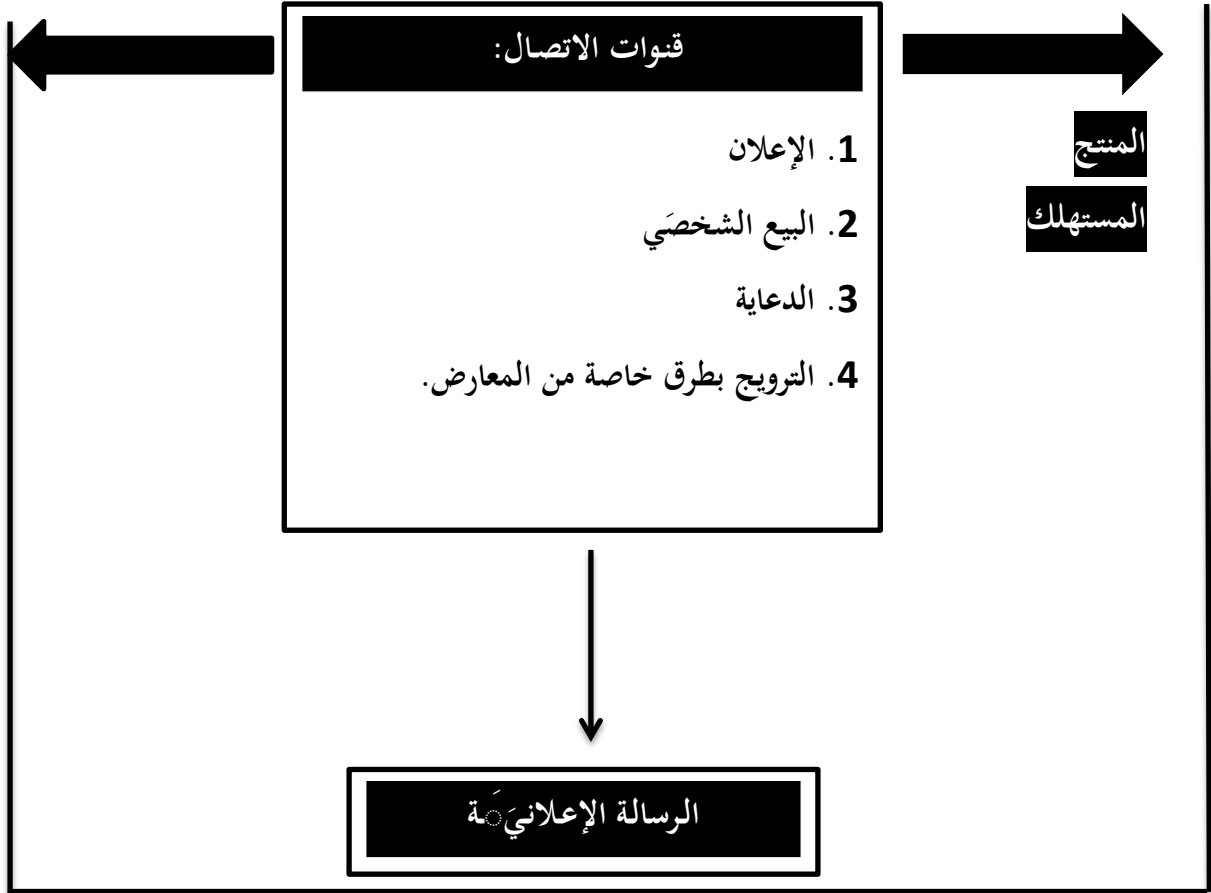 قنوات الاتصال:
1. الإعلان
2. البيع الشخصَي
3. الدعاية
4. الترويج بطرق خاصة من المعارض.
المنتج
المستهلك
الرسالة الإعلانيَ◌َة